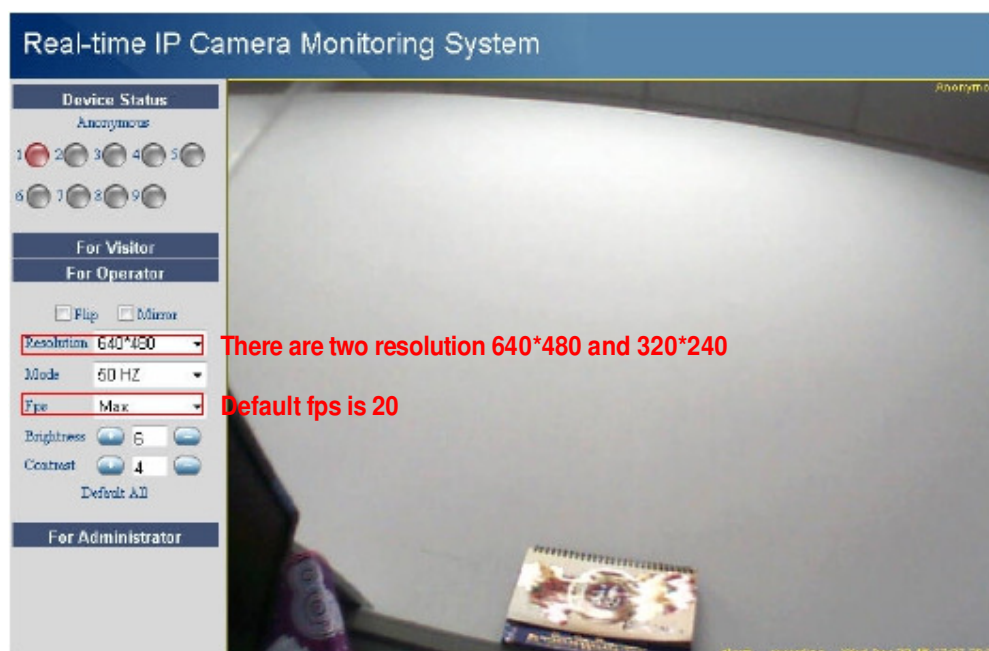 Real-time IP Camera Monitoring System
Anonymo
Device Status
Anonymous
1 2 3 4 5
6 7 8 9
For Visitor
For Operator
Flip Mirror
Resolution 640*480
There are two resolution 640*480 and 320*240
Mode 50 HZ
Fps Max
Default fps is 20
Brightness + 6 -
Contrast + 4 -
Default All
For Administrator